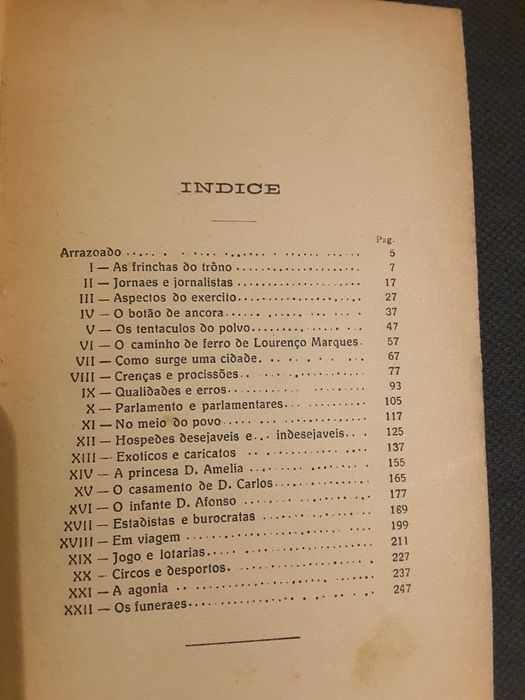 INDICE
Pag.
Arrazoado 5
I — As frinchas do trôno 7
II — Jornaes e jornalistas 17
III — Aspectos do exercito 27
IV — O botão de ancora 37
V — Os tentaculos do polvo 47
VI — O caminho de ferro de Lourenço Marques 57
VII — Como surge uma cidade 67
VIII — Crenças e procissões 77
IX — Qualidades e erros 93
X — Parlamento e parlamentares 105
XI — No meio do povo 117
XII — Hospedes desejaveis e... indesejaveis 125
XIII — Exoticos e caricatos 137
XIV — A princesa D. Amelia 155
XV — O casamento de D. Carlos 165
XVI — O infante D. Afonso 177
XVII — Estadistas e burocratas 189
XVIII — Em viagem 199
XIX — Jogo e lotarias 211
XX — Circos e desportos 227
XXI — A agonia 237
XXII — Os funeraes 247